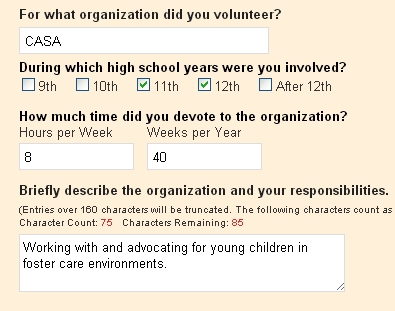 For what organization did you volunteer?
CASA
During which high school years were you involved?
9th 10th 11th 12th After 12th
How much time did you devote to the organization?
Hours per Week Weeks per Year
8 40
Briefly describe the organization and your responsibilities.
(Entries over 160 characters will be truncated. The following characters count as
Character Count: 75 Characters Remaining: 85
Working with and advocating for young children in
foster care environments.